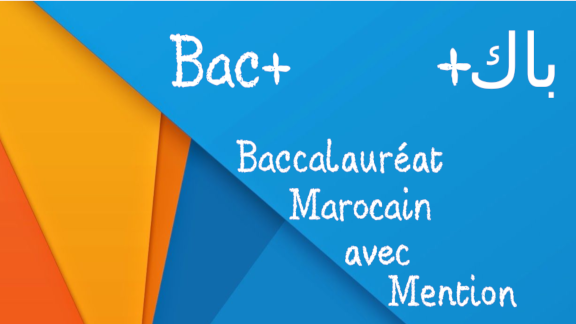 Bac+
باك+
Baccalauréat
Marocain
avec
Mention